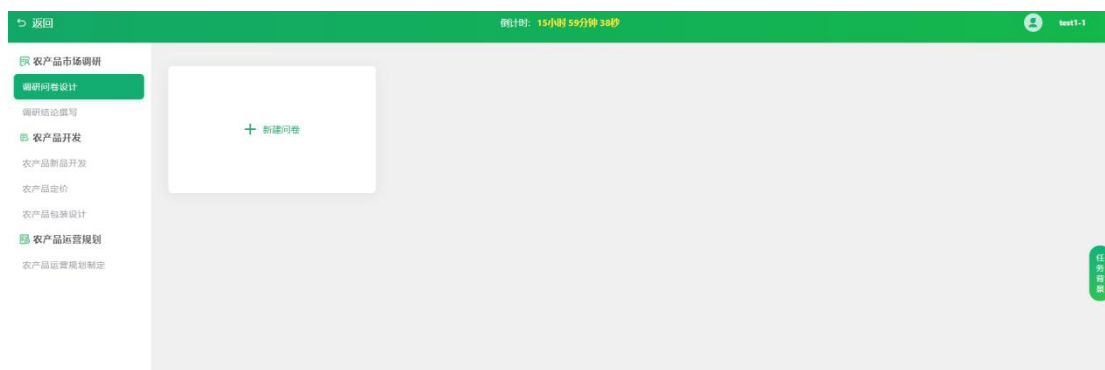 返回
倒计时: 15小时 59分钟 38秒
test1-1
农产品市场调研
调研问卷设计
调研结论撰写
农产品开发
农产品新品开发
农产品定价
农产品包装设计
农产品运营规划
农产品运营规划制定
+ 新建问卷
任务背景